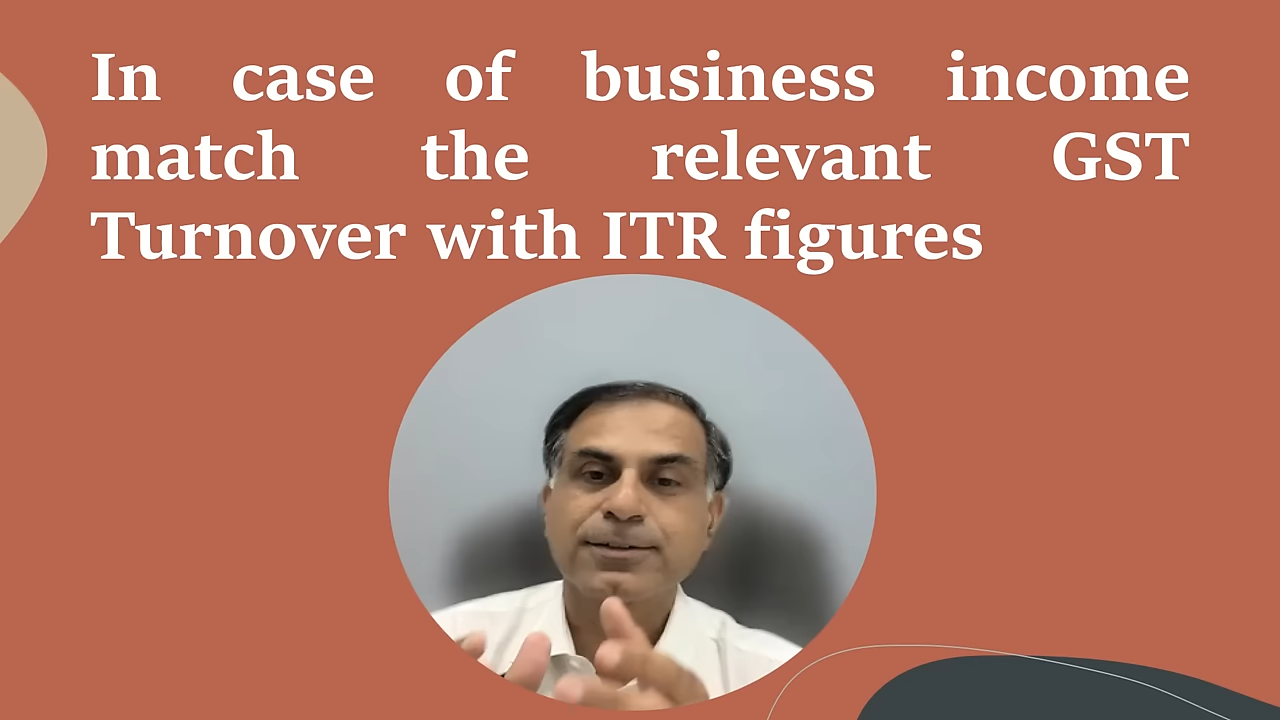 In case of business income
match the relevant GST
Turnover with ITR figures